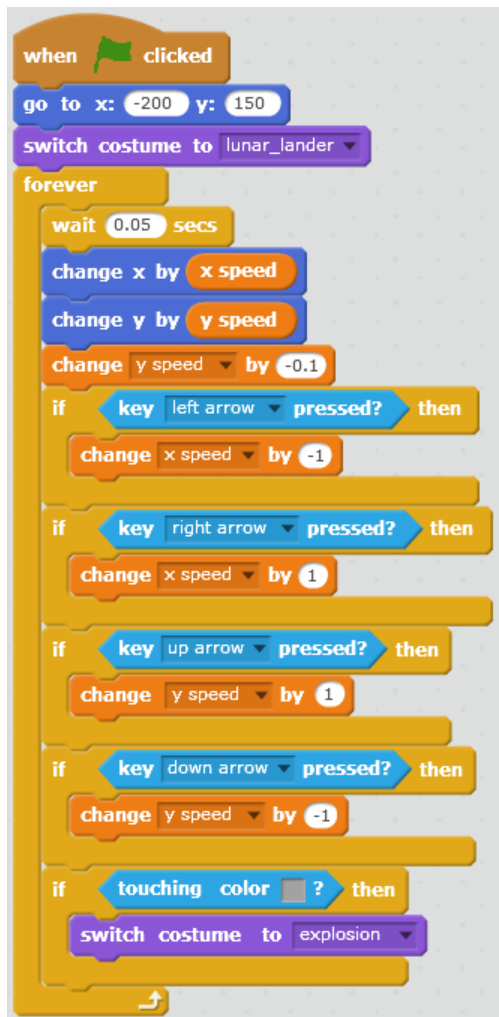 when clicked
go to x: -200 y: 150
switch costume to lunar_lander
forever
wait 0.05 secs
change x by x speed
change y by y speed
change y speed by -0.1
if key left arrow pressed? then
change x speed by -1
if key right arrow pressed? then
change x speed by 1
if key up arrow pressed? then
change y speed by 1
if key down arrow pressed? then
change y speed by -1
if touching color ? then
switch costume to explosion